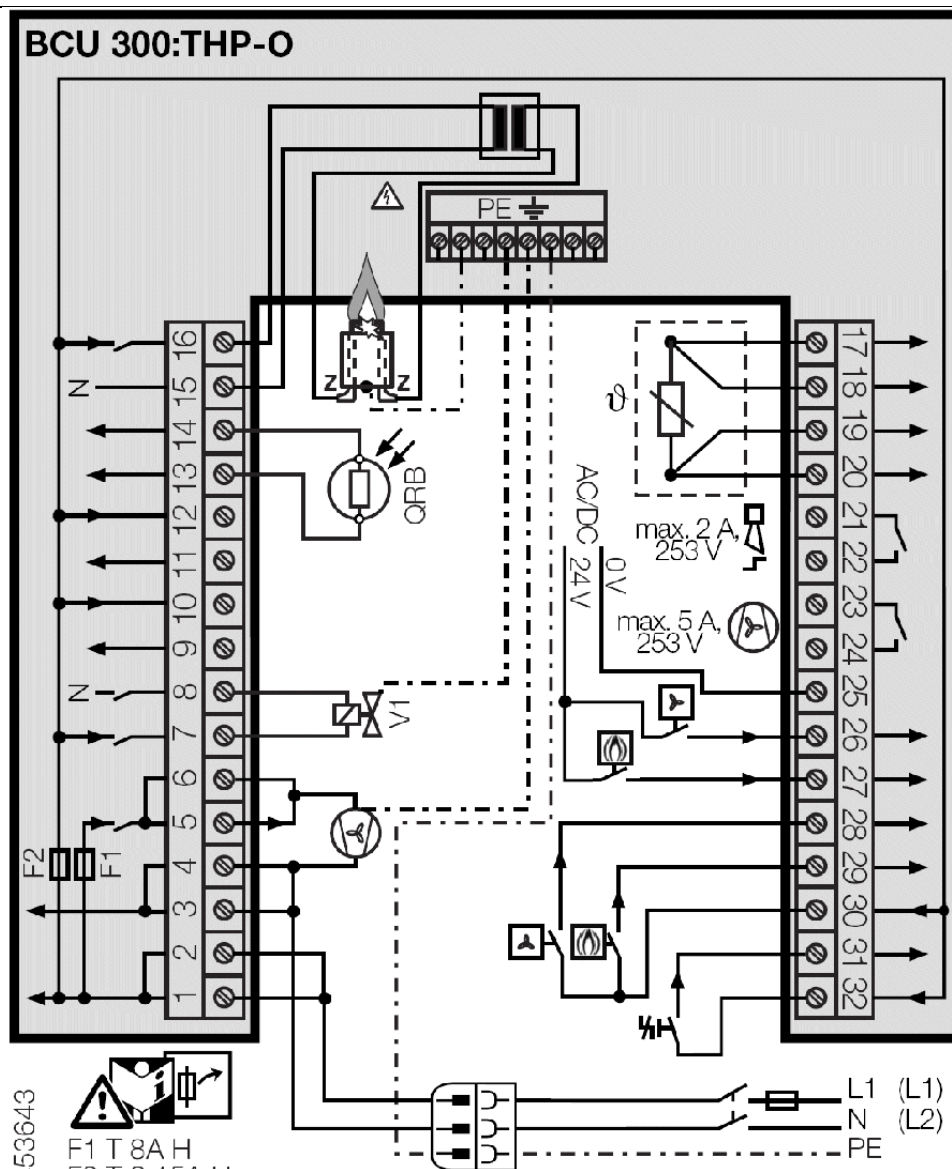 BCU 300:THP-O
PE
16
15
14
13
12
11
10
9
8
7
6
5
4
3
2
1
N
N
F2
F1
Z
Z
QRB
V1
ϑ
AC/DC
24 V
0 V
max. 2 A,
253 V
max. 5 A,
253 V
17
18
19
20
21
22
23
24
25
26
27
28
29
30
31
32
L1 (L1)
N (L2)
PE
53643
i
F1 T 8A H